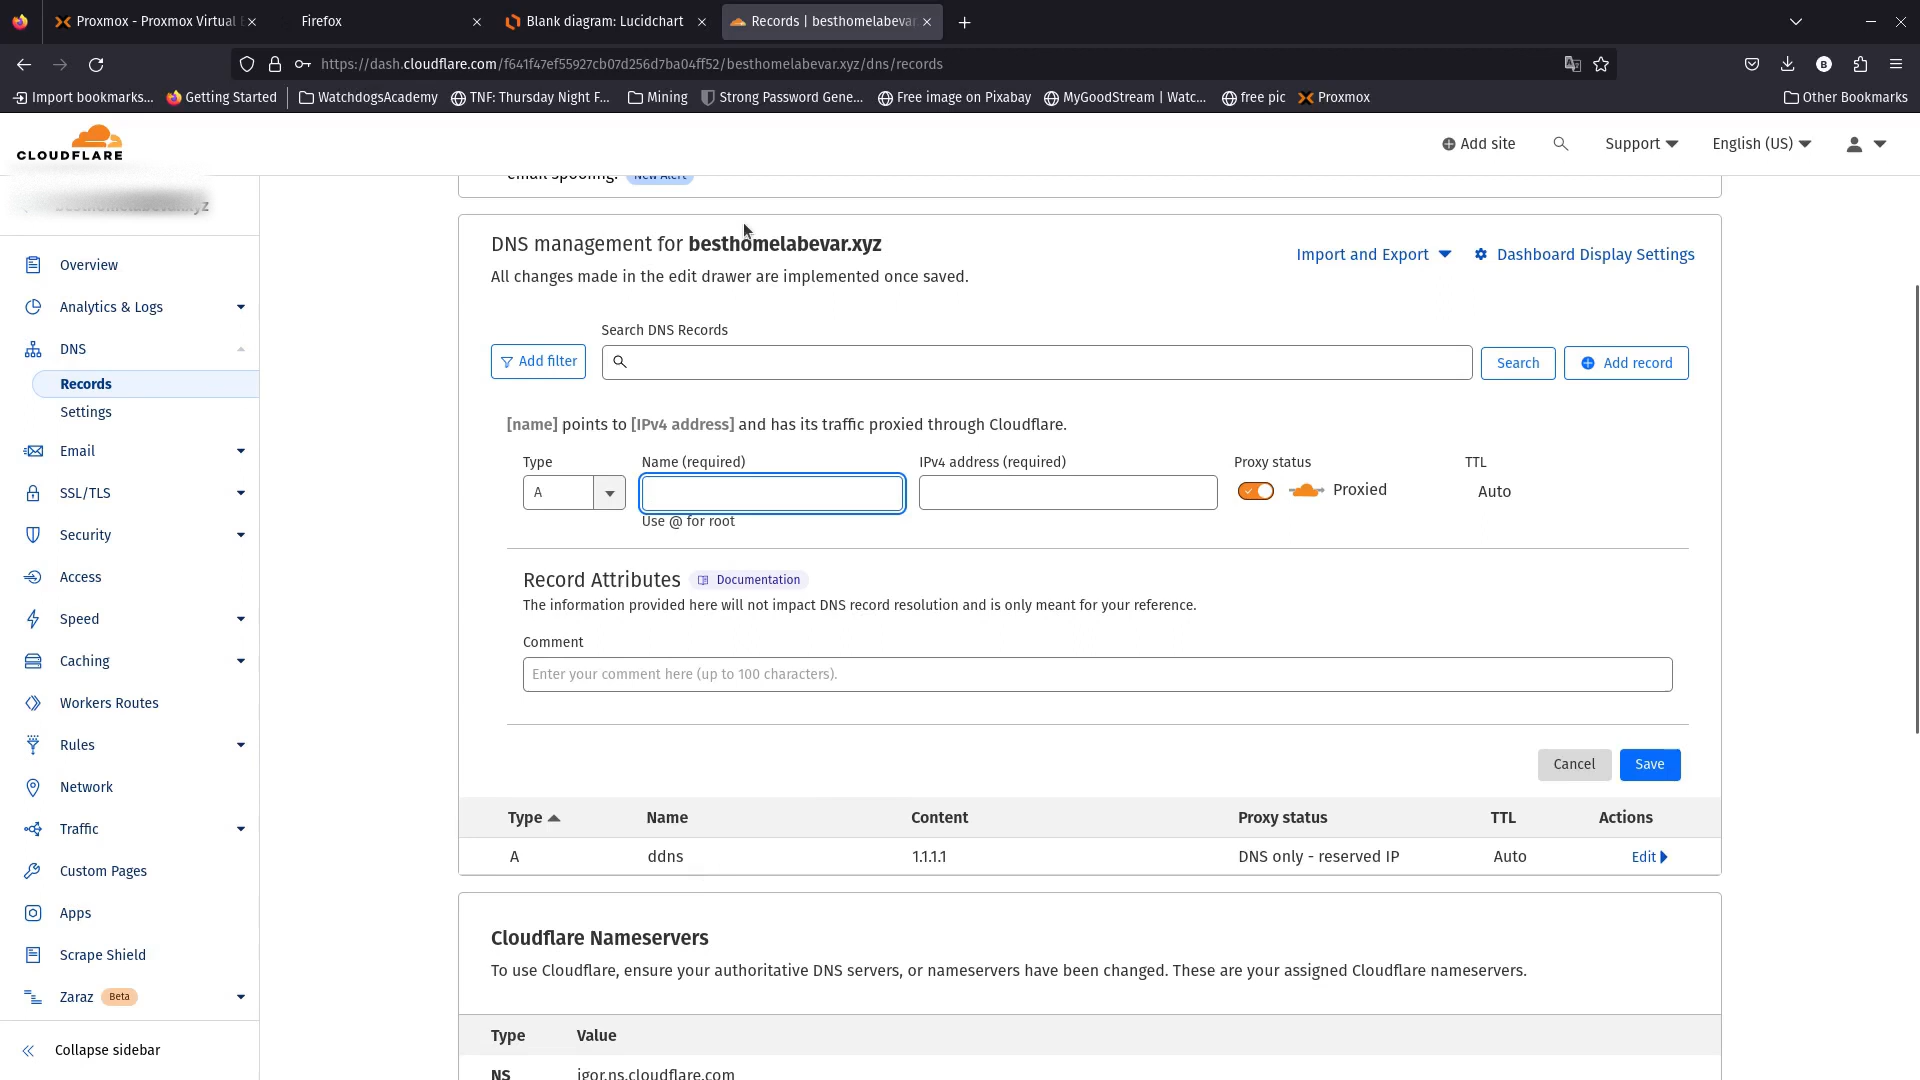 Proxmox - Proxmox Virtual E
Firefox
Blank diagram: Lucidchart
Records | besthomelabevar
https://dash.cloudflare.com/f641f47ef55927cb07d256d7ba04ff52/besthomelabevar.xyz/dns/records
Import bookmarks...
Getting Started
WatchdogsAcademy
TNF: Thursday Night F...
Mining
Strong Password Gene...
Free image on Pixabay
MyGoodStream | Watc...
free pic
Proxmox
Other Bookmarks
CLOUDFLARE
Add site
Support
English (US)
email spoofing. New Alert
DNS management for besthomelabevar.xyz
All changes made in the edit drawer are implemented once saved.
Import and Export
Dashboard Display Settings
Search DNS Records
Add filter
Search
Add record
[name] points to [IPv4 address] and has its traffic proxied through Cloudflare.
Type
Name (required)
IPv4 address (required)
Proxy status
TTL
A
Proxied
Auto
Use @ for root
Record Attributes
Documentation
The information provided here will not impact DNS record resolution and is only meant for your reference.
Comment
Enter your comment here (up to 100 characters).
Cancel
Save
Type Name Content Proxy status TTL Actions
A ddns 1.1.1.1 DNS only - reserved IP Auto Edit
Cloudflare Nameservers
To use Cloudflare, ensure your authoritative DNS servers, or nameservers have been changed. These are your assigned Cloudflare nameservers.
Type Value
NS igor.ns.cloudflare.com
Overview
Analytics & Logs
DNS
Records
Settings
Email
SSL/TLS
Security
Access
Speed
Caching
Workers Routes
Rules
Network
Traffic
Custom Pages
Apps
Scrape Shield
Zaraz Beta
Collapse sidebar